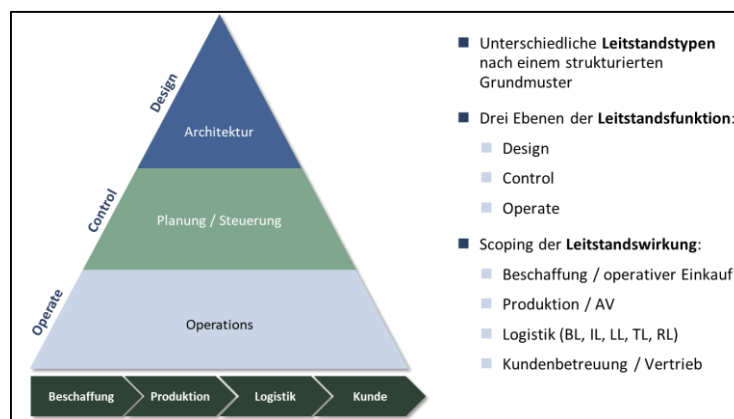 Design
Architektur
Control
Planung / Steuerung
Operate
Operations
Beschaffung
Produktion
Logistik
Kunde
Unterschiedliche Leitstandstypen
nach einem strukturierten
Grundmuster
Drei Ebenen der Leitstandsfunktion:
Design
Control
Operate
Scoping der Leitstandswirkung:
Beschaffung / operativer Einkauf
Produktion / AV
Logistik (BL, IL, LL, TL, RL)
Kundenbetreuung / Vertrieb